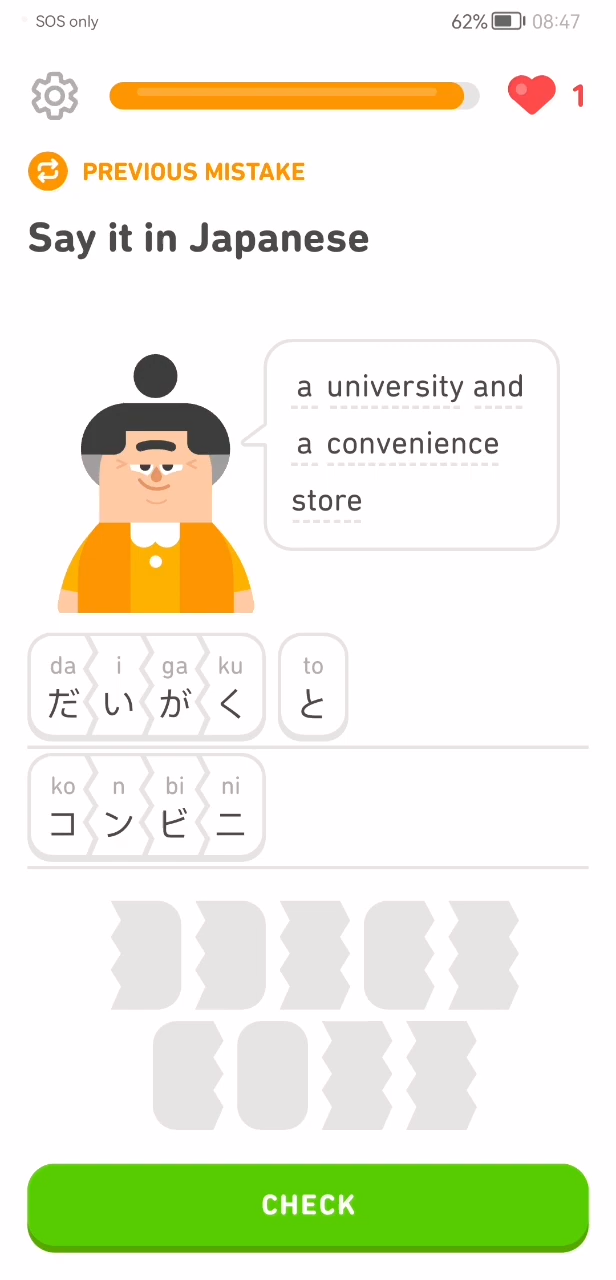 SOS only
62% 08:47
1
PREVIOUS MISTAKE
Say it in Japanese
a university and
a convenience
store
da i ga ku to
だ い が く と
ko n bi ni
コ ン ビ ニ
CHECK